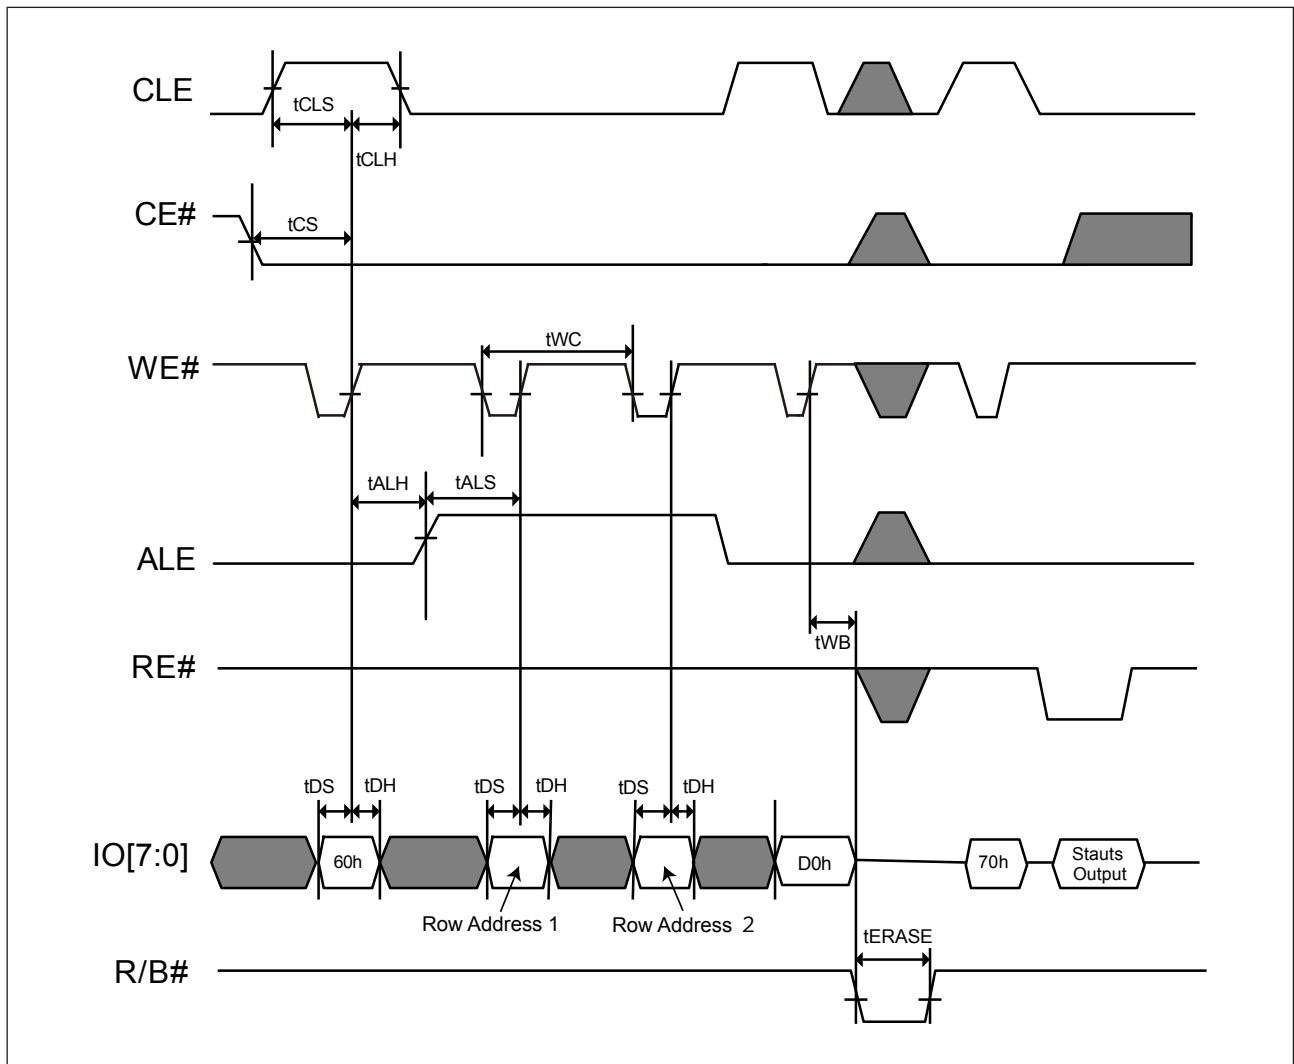 CLE
tCLS
tCLH
CE#
tCS
WE#
tWC
ALE
tALH
tALS
tWB
RE#
tDS
tDH
tDS
tDH
tDS
tDH
IO[7:0]
60h
D0h
70h
Stauts
Output
Row Address 1
Row Address 2
tERASE
R/B#